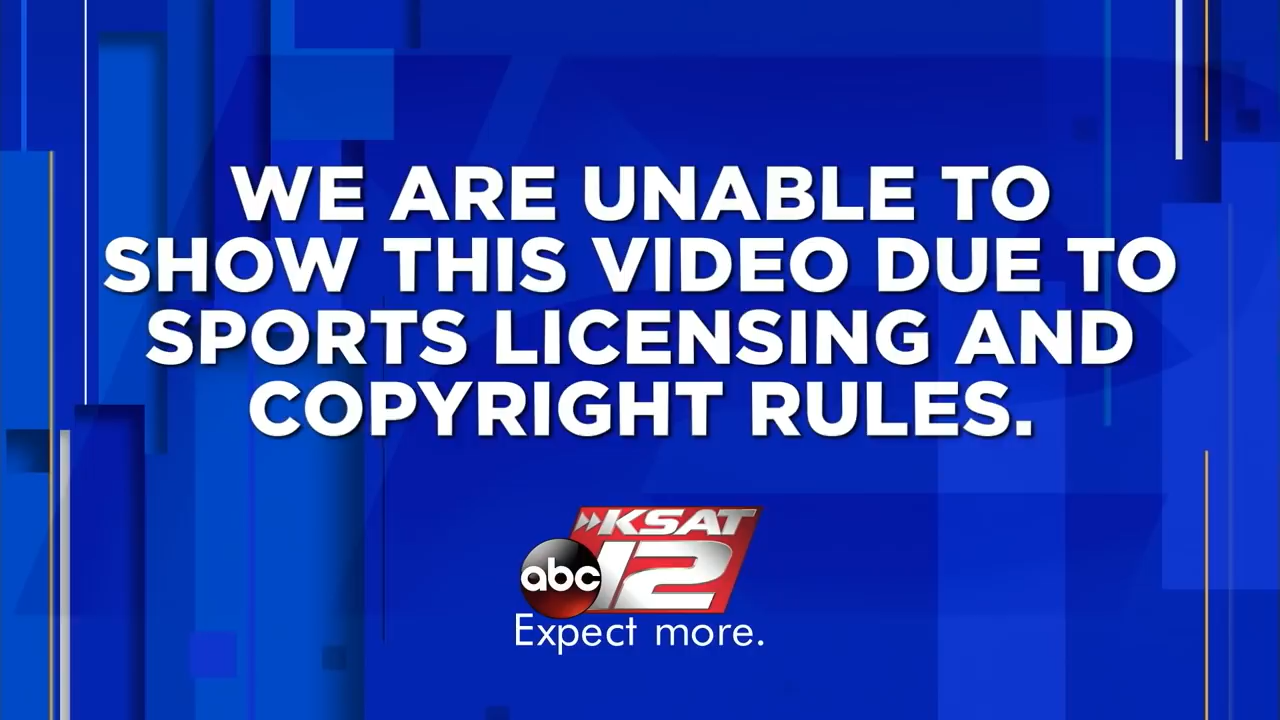 WE ARE UNABLE TO
SHOW THIS VIDEO DUE TO
SPORTS LICENSING AND
COPYRIGHT RULES.
KSAT
abc 12
Expect more.